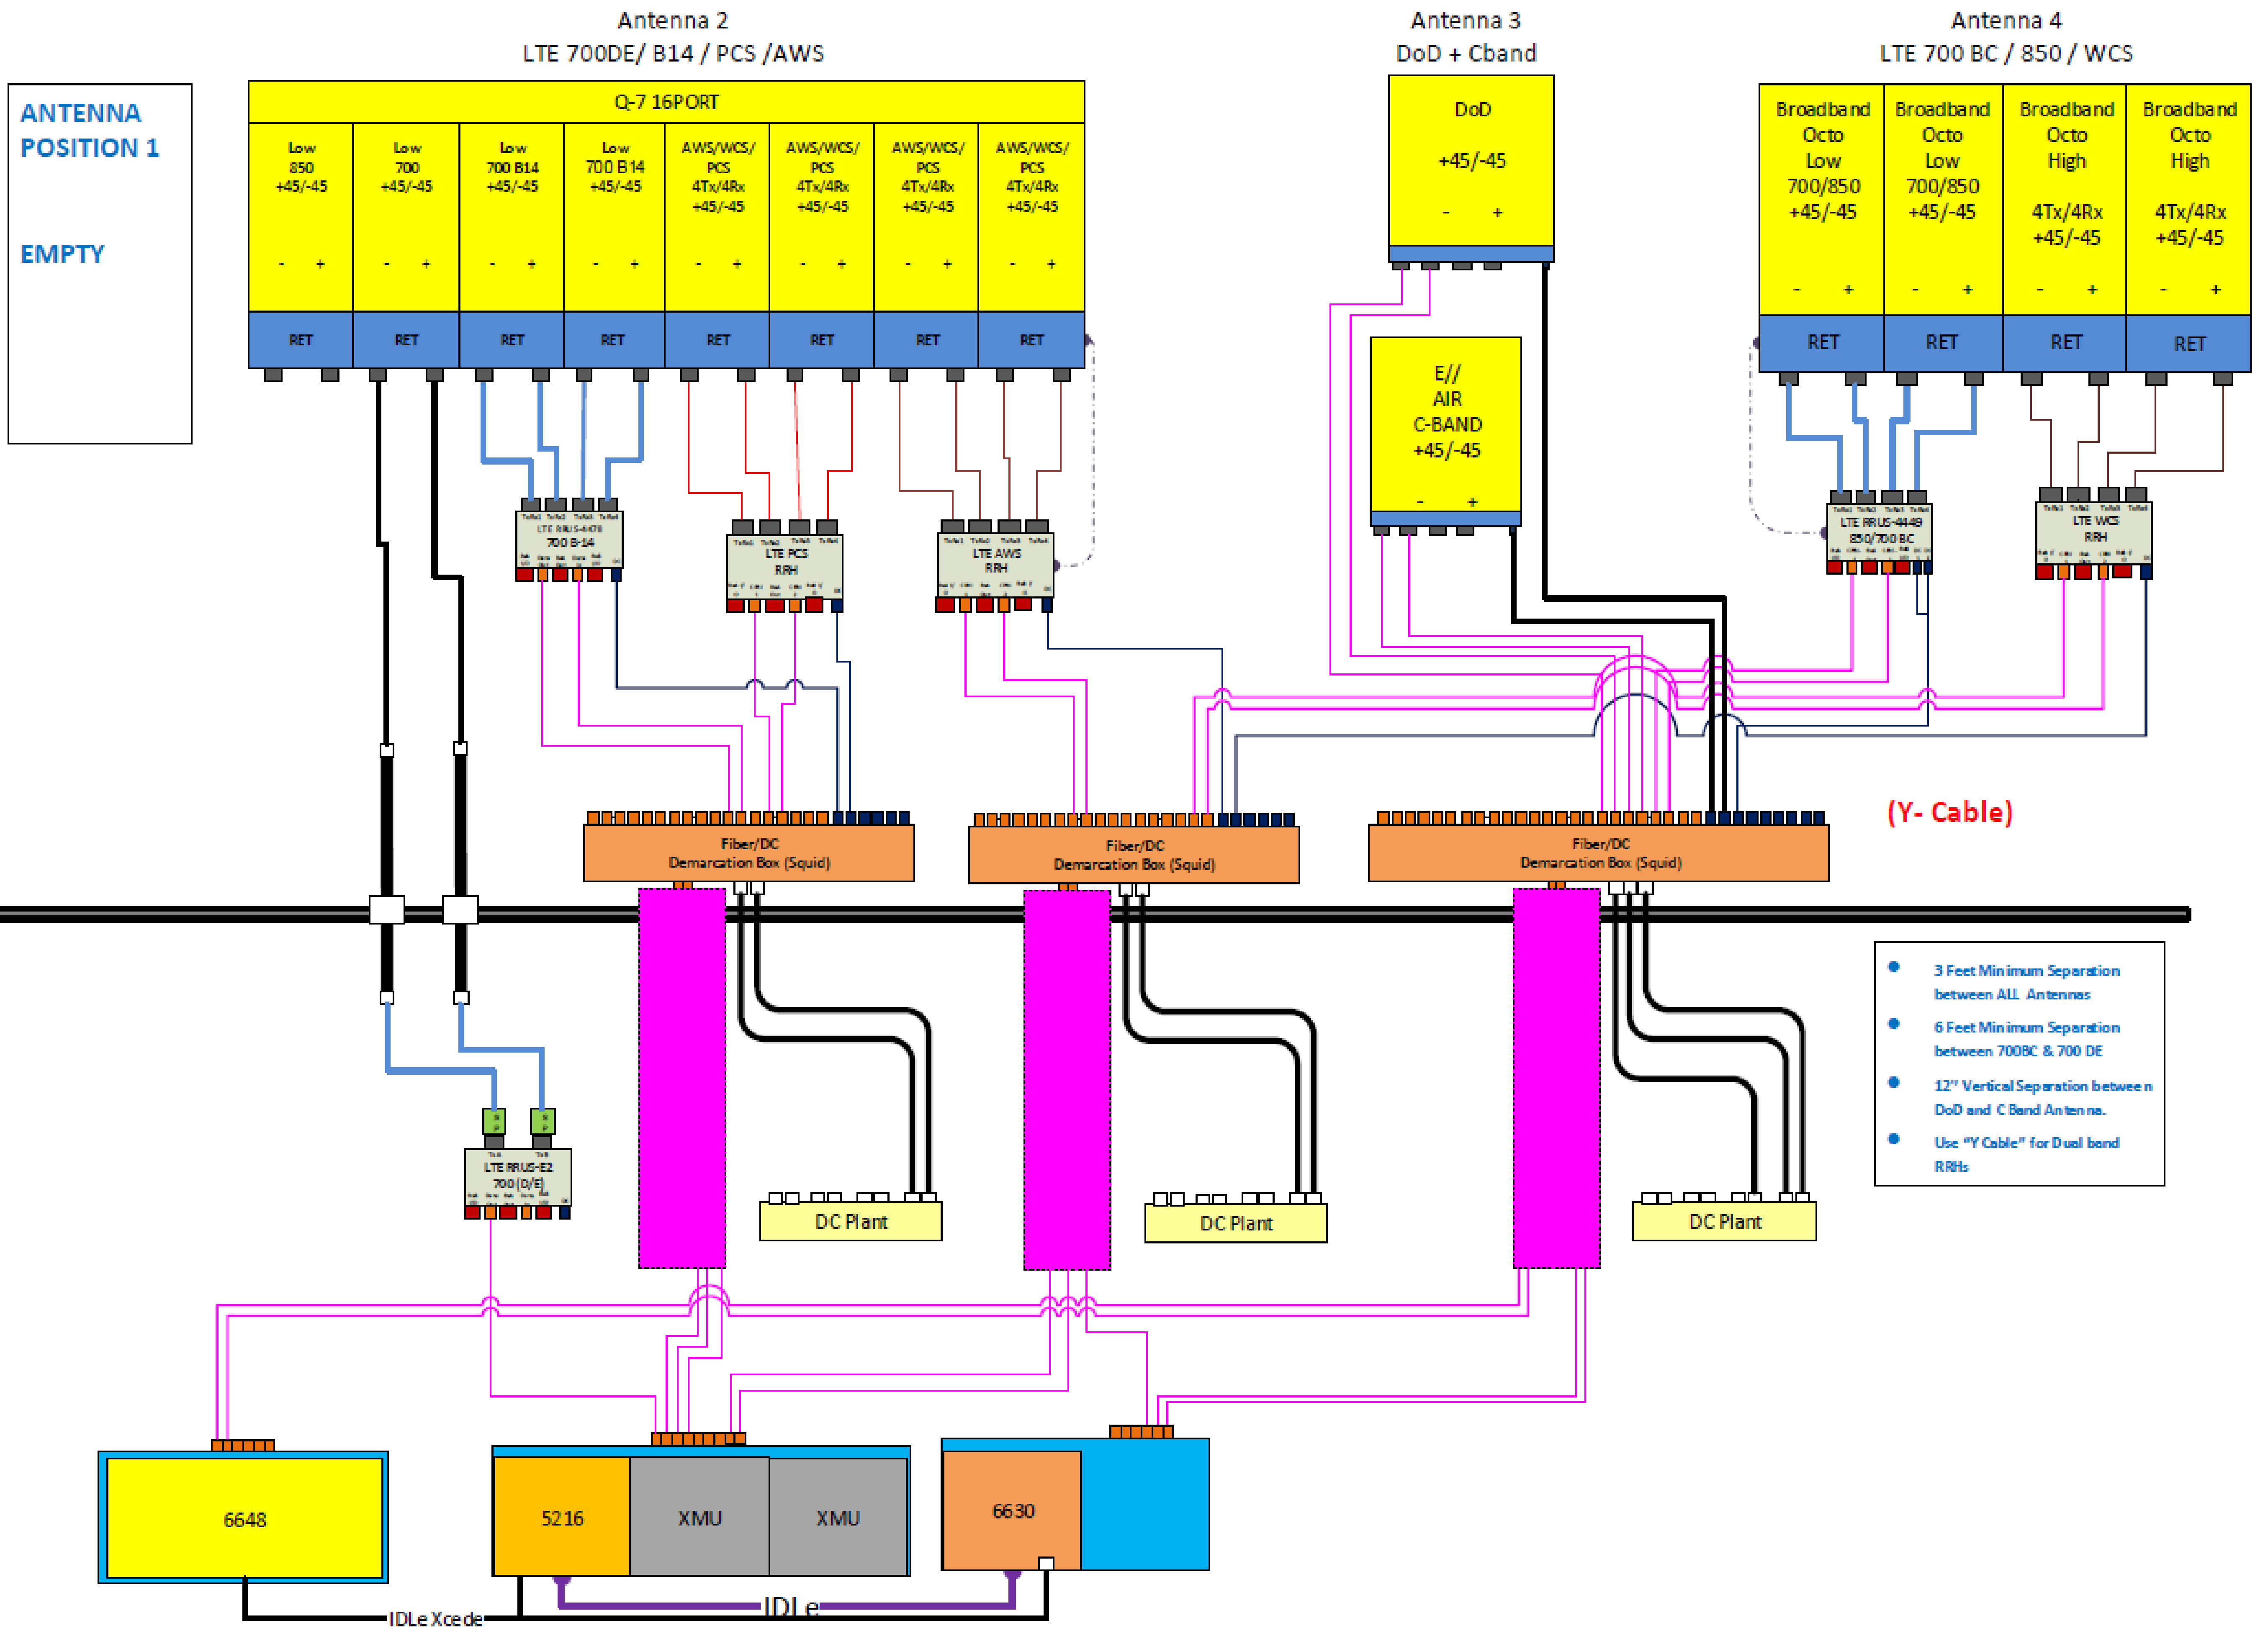 Antenna 2
LTE 700DE/ B14 / PCS /AWS
Antenna 3
DoD + Cband
Antenna 4
LTE 700 BC / 850 / WCS
ANTENNA
POSITION 1
EMPTY
Q-7 16PORT
Low
850
+45/-45
- +
Low
700
+45/-45
- +
Low
700 B14
+45/-45
- +
Low
700 B14
+45/-45
- +
AWS/WCS/
PCS
4Tx/4Rx
+45/-45
- +
AWS/WCS/
PCS
4Tx/4Rx
+45/-45
- +
AWS/WCS/
PCS
4Tx/4Rx
+45/-45
- +
AWS/WCS/
PCS
4Tx/4Rx
+45/-45
- +
RET
RET
RET
RET
RET
RET
RET
RET
DoD
+45/-45
- +
E//
AIR
C-BAND
+45/-45
- +
Broadband
Octo
Low
700/850
+45/-45
- +
Broadband
Octo
Low
700/850
+45/-45
- +
Broadband
Octo
High
4Tx/4Rx
+45/-45
- +
Broadband
Octo
High
4Tx/4Rx
+45/-45
- +
RET
RET
RET
RET
LTE RRUS-4478
700 B-14
LTE PCS
RRH
LTE AWS
RRH
LTE RRUS-4449
850/700 BC
LTE WCS
RRH
(Y- Cable)
Fiber/DC
Demarcation Box (Squid)
Fiber/DC
Demarcation Box (Squid)
Fiber/DC
Demarcation Box (Squid)
3 Feet Minimum Separation
between ALL Antennas
6 Feet Minimum Separation
between 700BC & 700 DE
12” Vertical Separation between
DoD and C Band Antenna.
Use “Y Cable” for Dual band
RRHs
LTE RRUS-E2
700 (D/E)
DC Plant
DC Plant
DC Plant
6648
5216
XMU
XMU
6630
IDLe
IDLe Xcede